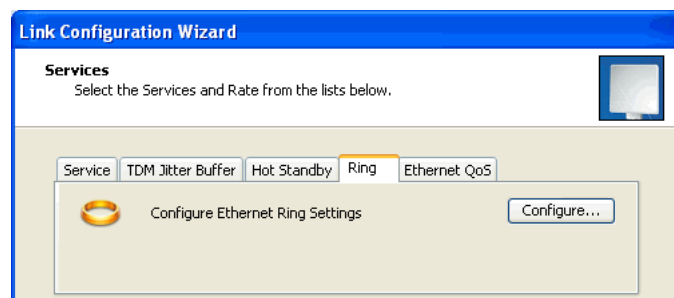 Link Configuration Wizard
Services
Select the Services and Rate from the lists below.
Service TDM Jitter Buffer Hot Standby Ring Ethernet QoS
Configure Ethernet Ring Settings Configure...